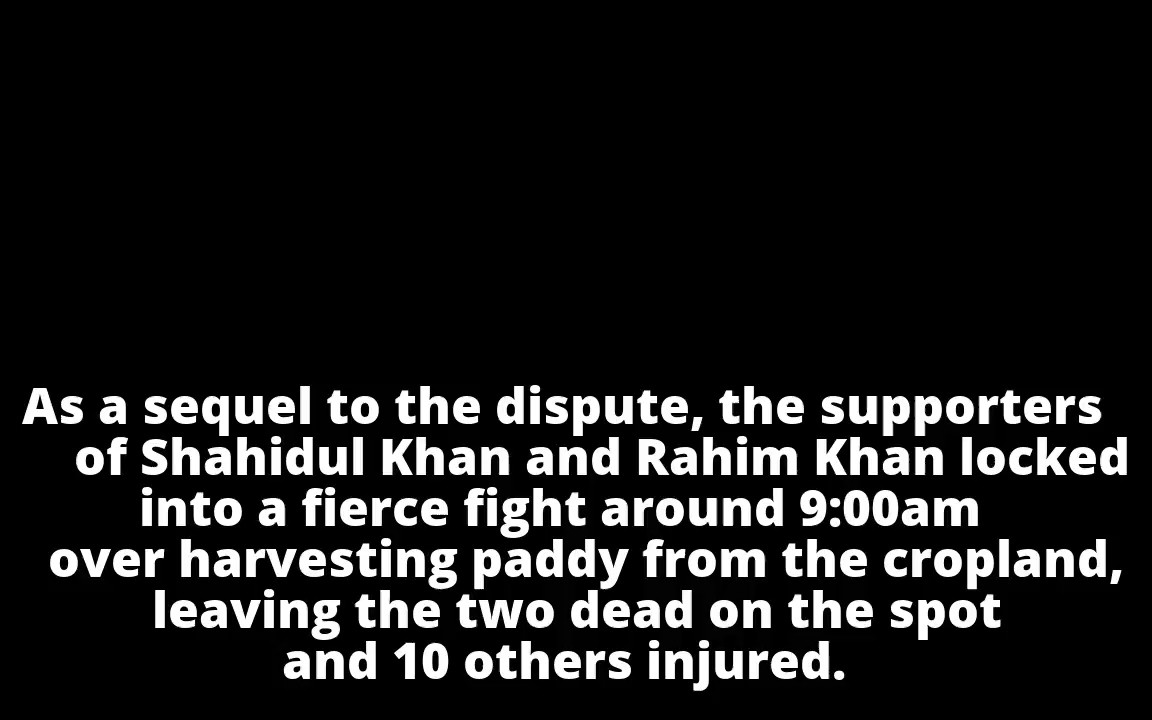 As a sequel to the dispute, the supporters
of Shahidul Khan and Rahim Khan locked
into a fierce fight around 9:00am
over harvesting paddy from the cropland,
leaving the two dead on the spot
and 10 others injured.